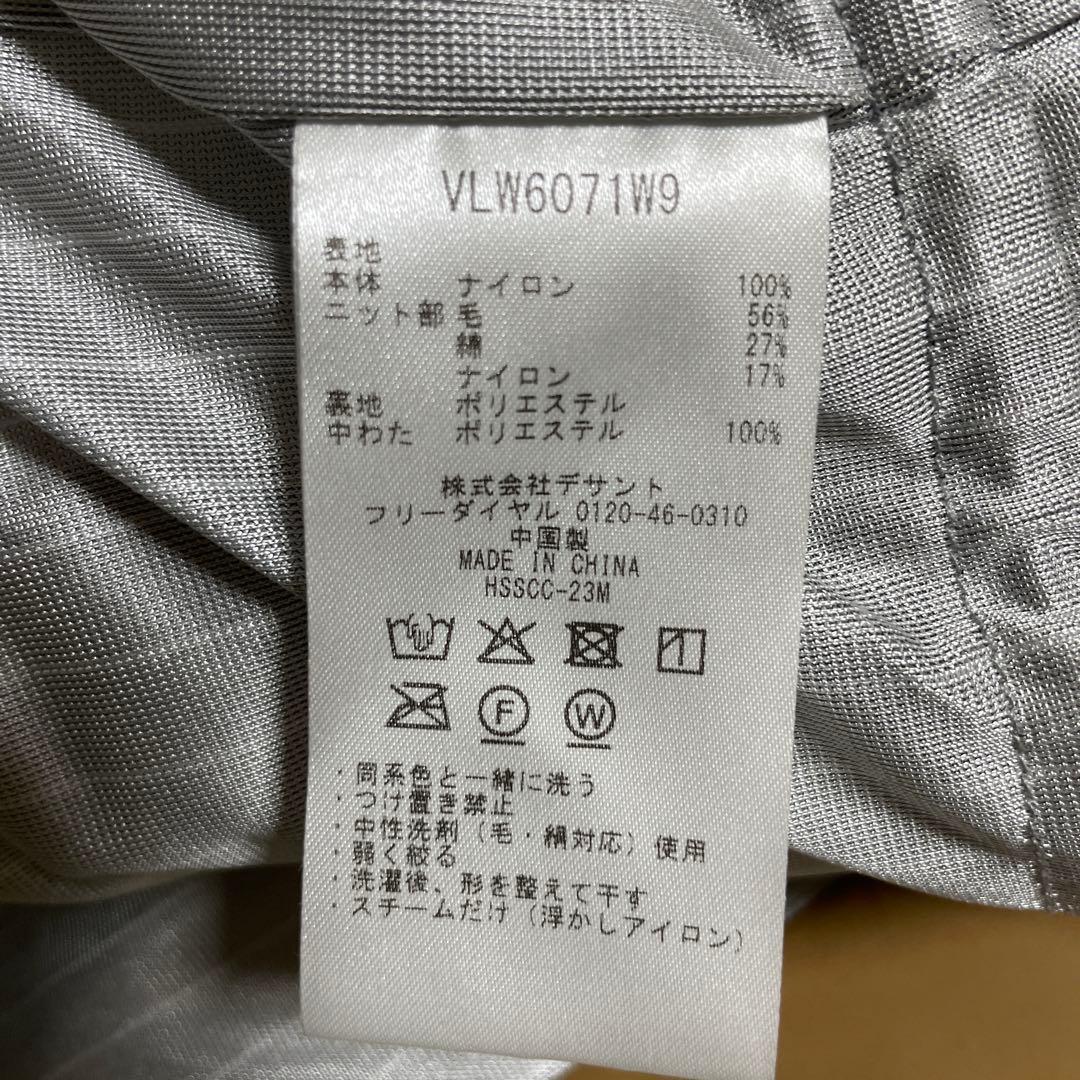 VLW6071W9
表地
本体 ナイロン 100%
ニット部 毛 56%
綿 27%
ナイロン 17%
裏地 ポリエステル
中わた ポリエステル 100%
株式会社デサント
フリーダイヤル 0120-46-0310
中国製
MADE IN CHINA
HSSCC-23M
F W
・同系色と一緒に洗う
・つけ置き禁止
・中性洗剤(毛・絹対応)使用
・弱く絞る
・洗濯後、形を整えて干す
・スチームだけ(浮かしアイロン)